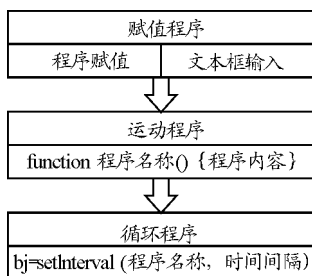 赋值程序
程序赋值 文本框输入
运动程序
function 程序名称() {程序内容}
循环程序
bj=setInterval (程序名称，时间间隔)